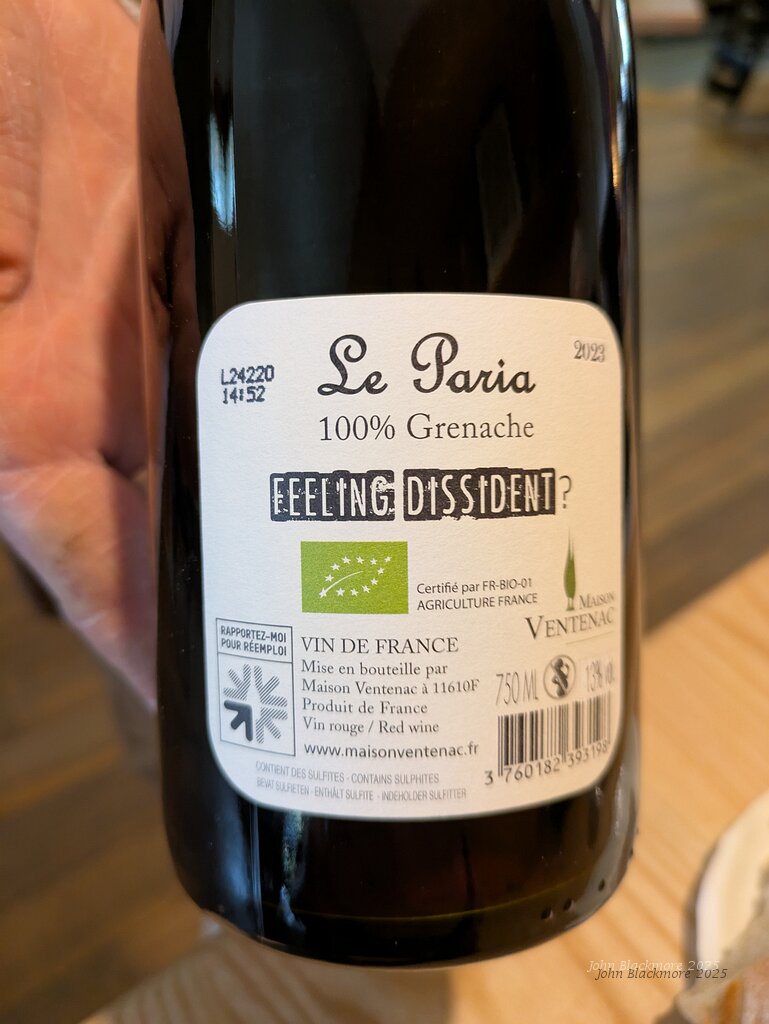 L24220
14:52
Le Paria
2023
100% Grenache
FEELING DISSIDENT?
Certifié par FR-BIO-01
AGRICULTURE FRANCE
MAISON
VENTENAC
RAPPORTEZ-MOI
POUR RÉEMPLOI
VIN DE FRANCE
Mise en bouteille par
Maison Ventenac à 11610F
Produit de France
Vin rouge / Red wine
www.maisonventenac.fr
750 ML 13% vol.
3 760182 393198
CONTIENT DES SULFITES - CONTAINS SULPHITES
BEVAT SULFIETEN - ENTHÄLT SULFITE - INDEHOLDER SULFITTER
John Blackmore 2025
John Blackmore 2025